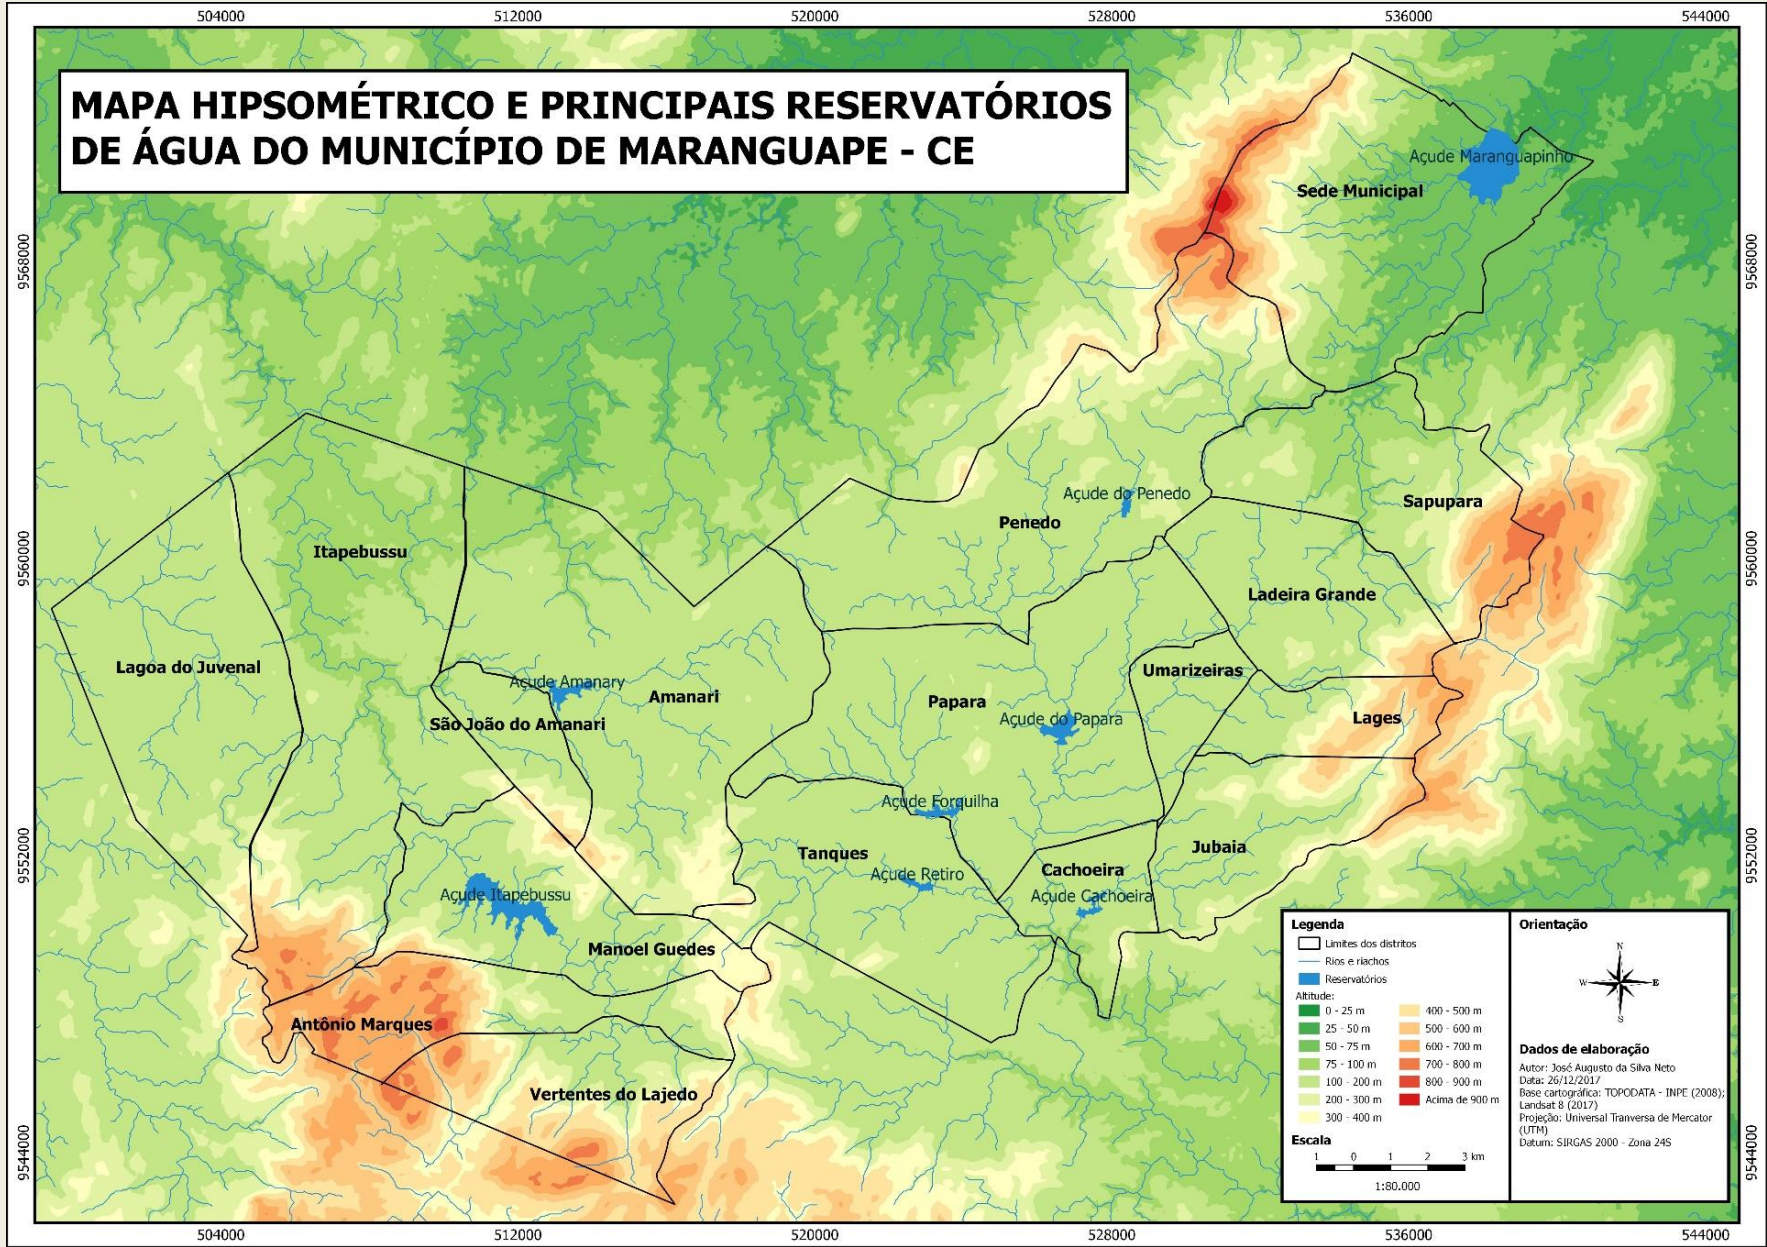 504000 512000 520000 528000 536000 544000
MAPA HIPSOMÉTRICO E PRINCIPAIS RESERVATÓRIOS
DE ÁGUA DO MUNICÍPIO DE MARANGUAPE - CE
Açude Maranguapinho
Sede Municipal
9568000
9568000
Açude do Penedo
Sapupara
Penedo
Itapebussu
9560000
9560000
Ladeira Grande
Lagoa do Juvenal
Umarizeiras
Açude Amanary
Amanari
Papara
Açude do Papara
Lages
São João do Amanari
Açude Forquilha
Tanques
Jubaia
9552000
9552000
Cachoeira
Açude Retiro
Açude Itapebussu
Açude Cachoeira
Manoel Guedes
Antônio Marques
Vertentes do Lajedo
9544000
9544000
Legenda
Limites dos distritos
Rios e riachos
Reservatórios
Altitude:
0 - 25 m
25 - 50 m
50 - 75 m
75 - 100 m
100 - 200 m
200 - 300 m
300 - 400 m
400 - 500 m
500 - 600 m
600 - 700 m
700 - 800 m
800 - 900 m
Acima de 900 m
Escala
1 0 1 2 3 km
1:80.000
Orientação
N
W E
S
Dados de elaboração
Autor: José Augusto da Silva Neto
Data: 26/12/2017
Base cartográfica: TOPODATA - INPE (2008);
Landsat 8 (2017)
Projeção: Universal Tranversa de Mercator
(UTM)
Datum: SIRGAS 2000 - Zona 24S
504000 512000 520000 528000 536000 544000